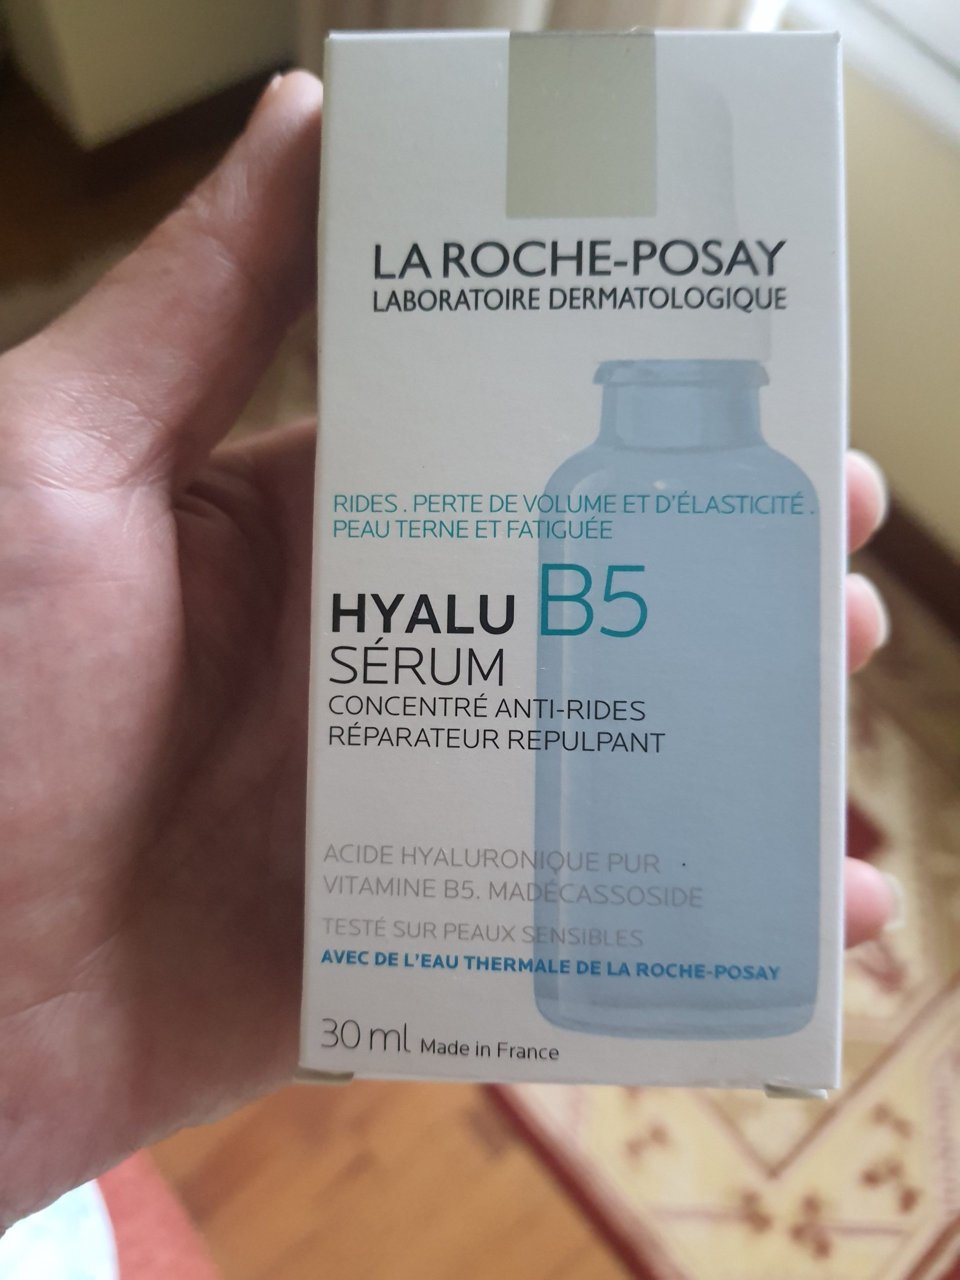 LA ROCHE-POSAY
LABORATOIRE DERMATOLOGIQUE
RIDES . PERTE DE VOLUME ET D'ÉLASTICITÉ .
PEAU TERNE ET FATIGUÉE
HYALU B5
SÉRUM
CONCENTRÉ ANTI-RIDES
RÉPARATEUR REPULPANT
ACIDE HYALURONIQUE PUR .
VITAMINE B5. MADÉCASSOSIDE
TESTÉ SUR PEAUX SENSIBLES
AVEC DE L'EAU THERMALE DE LA ROCHE-POSAY
30 ml Made in France